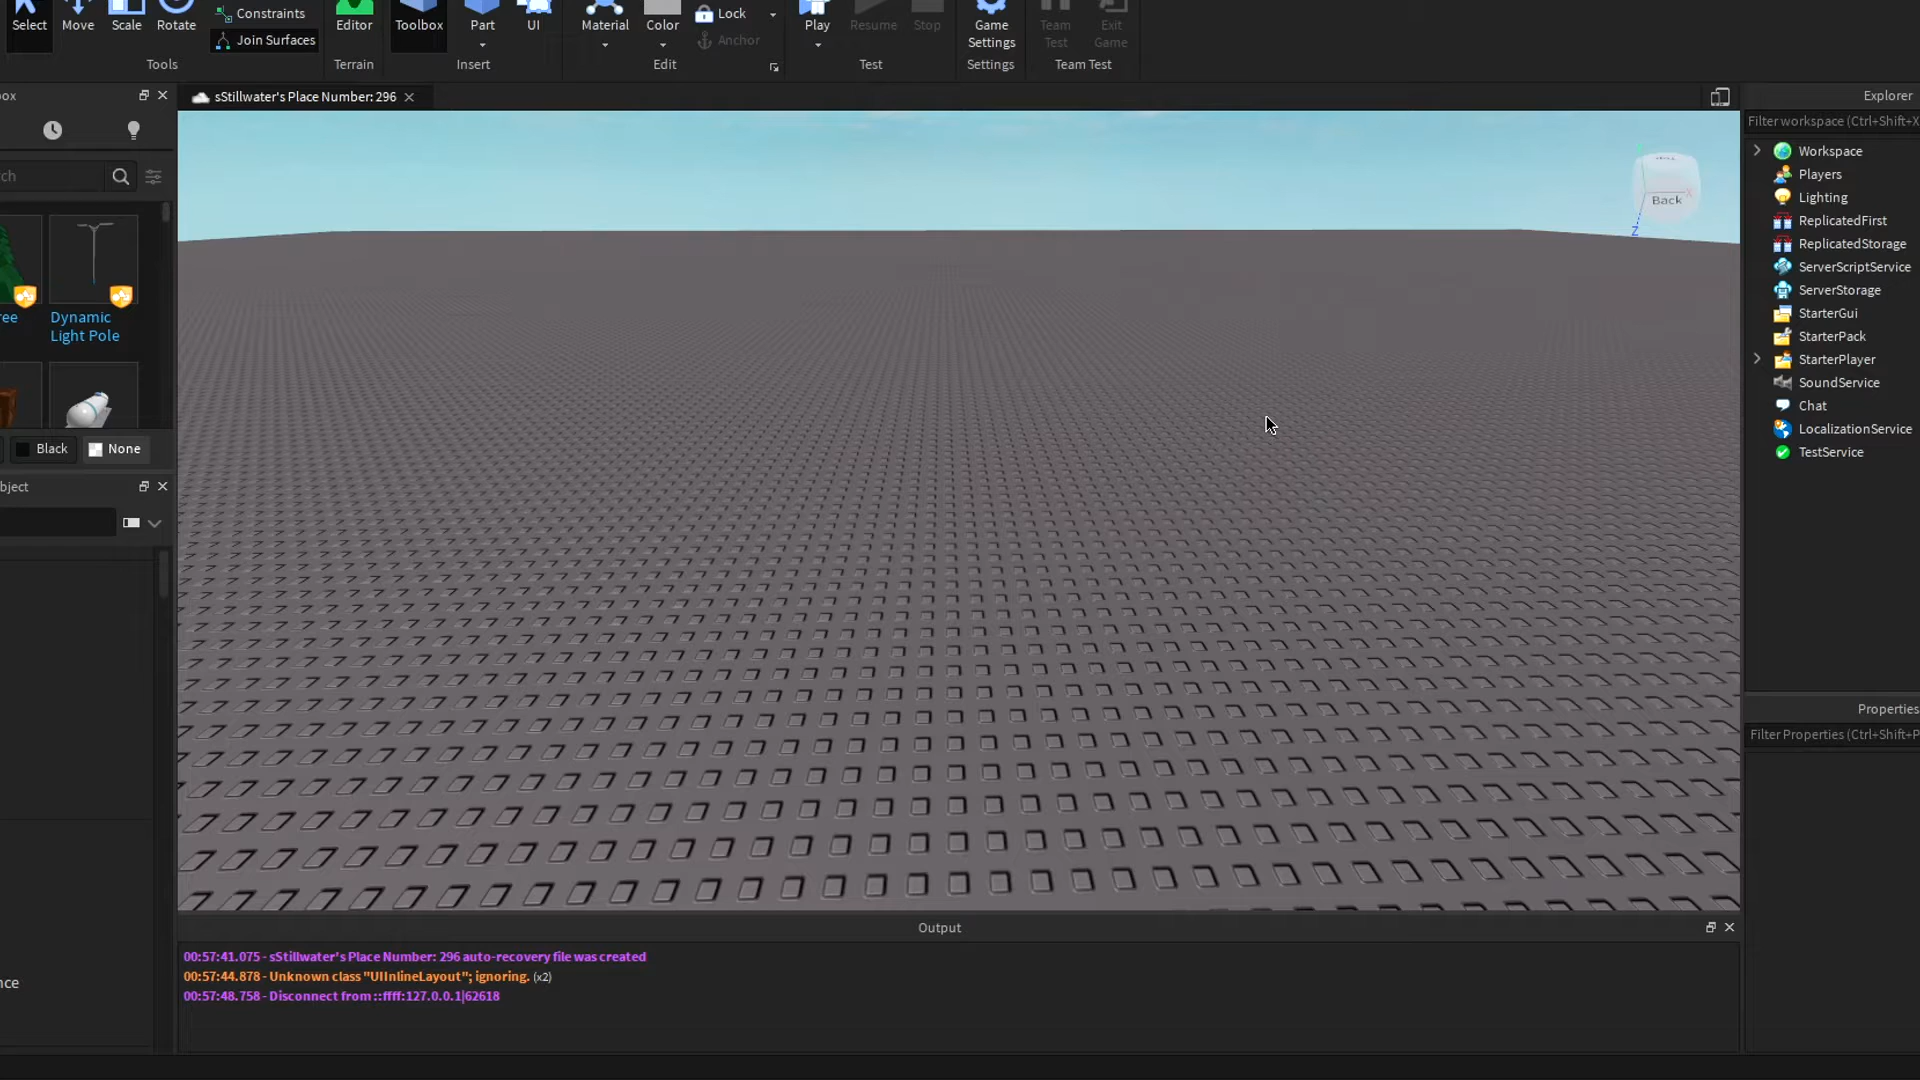 Select
Move
Scale
Rotate
Constraints
Join Surfaces
Tools
Editor
Terrain
Toolbox
Part
UI
Insert
Material
Color
Lock
Anchor
Edit
Play
Resume
Stop
Test
Game
Settings
Settings
Team
Test
Exit
Game
Team Test
ox
sStillwater's Place Number: 296
Explorer
Filter workspace (Ctrl+Shift+X
ch
ree
Dynamic
Light Pole
Black
None
bject
nce
Back
X
Z
Workspace
Players
Lighting
ReplicatedFirst
ReplicatedStorage
ServerScriptService
ServerStorage
StarterGui
StarterPack
StarterPlayer
SoundService
Chat
LocalizationService
TestService
Properties
Filter Properties (Ctrl+Shift+P
Output
00:57:41.075 - sStillwater's Place Number: 296 auto-recovery file was created
00:57:44.878 - Unknown class "UIInlineLayout"; ignoring. (x2)
00:57:48.758 - Disconnect from ::ffff:127.0.0.1|62618